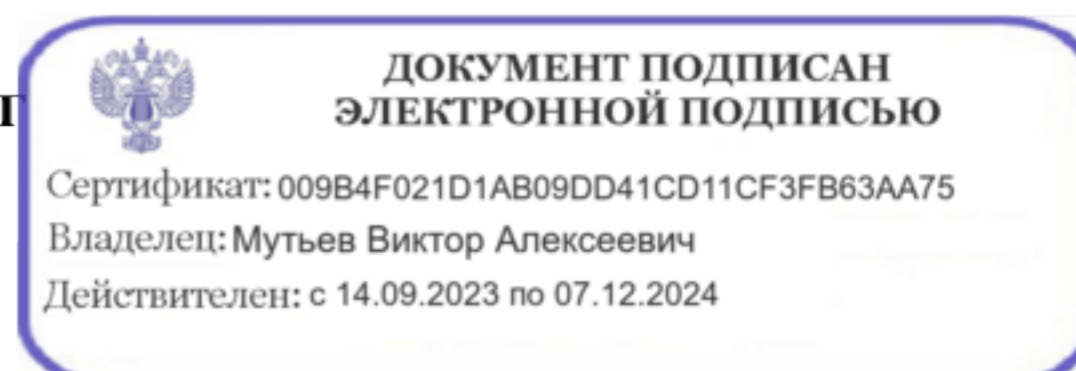 ДОКУМЕНТ ПОДПИСАН
ЭЛЕКТРОННОЙ ПОДПИСЬЮ
Г
Сертификат: 009B4F021D1AB09DD41CD11CF3FB63AA75
Владелец: Мутьев Виктор Алексеевич
Действителен: с 14.09.2023 по 07.12.2024